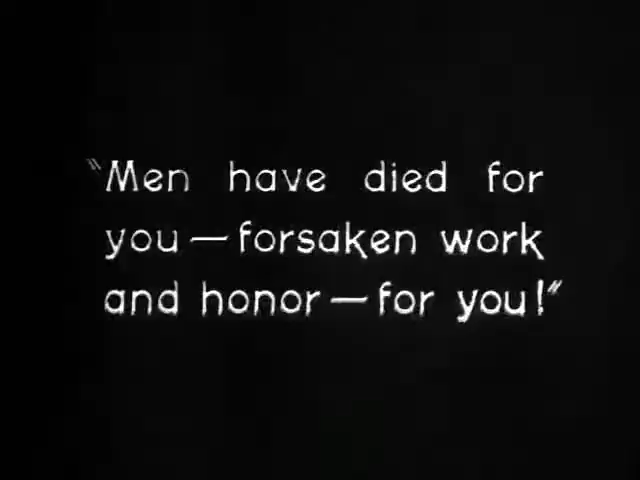 "Men have died for
you — forsaken work
and honor — for you!"